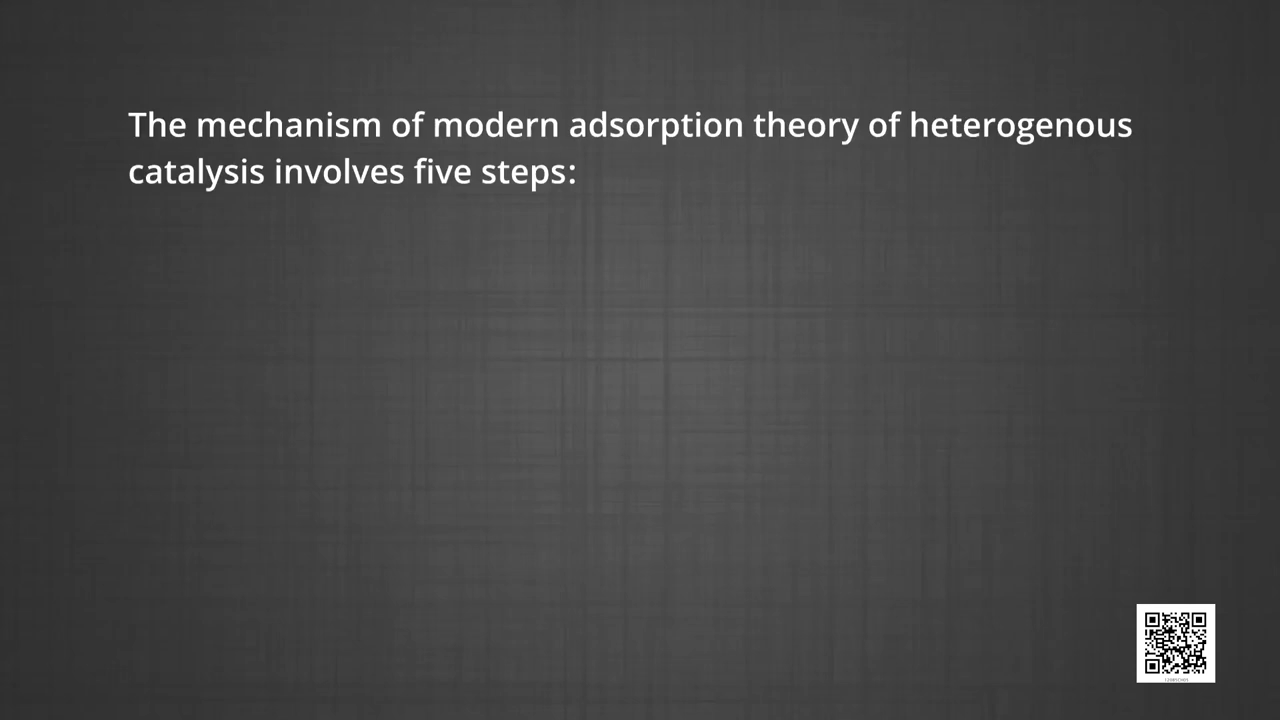 The mechanism of modern adsorption theory of heterogenous
catalysis involves five steps: